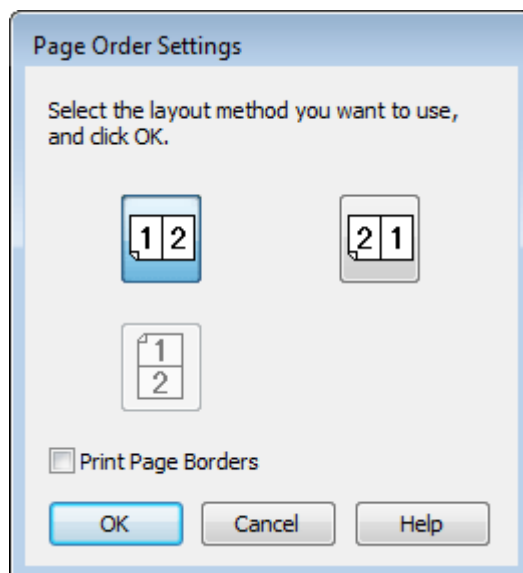 Page Order Settings
Select the layout method you want to use,
and click OK.
1 2
2 1
1
2
Print Page Borders
OK Cancel Help